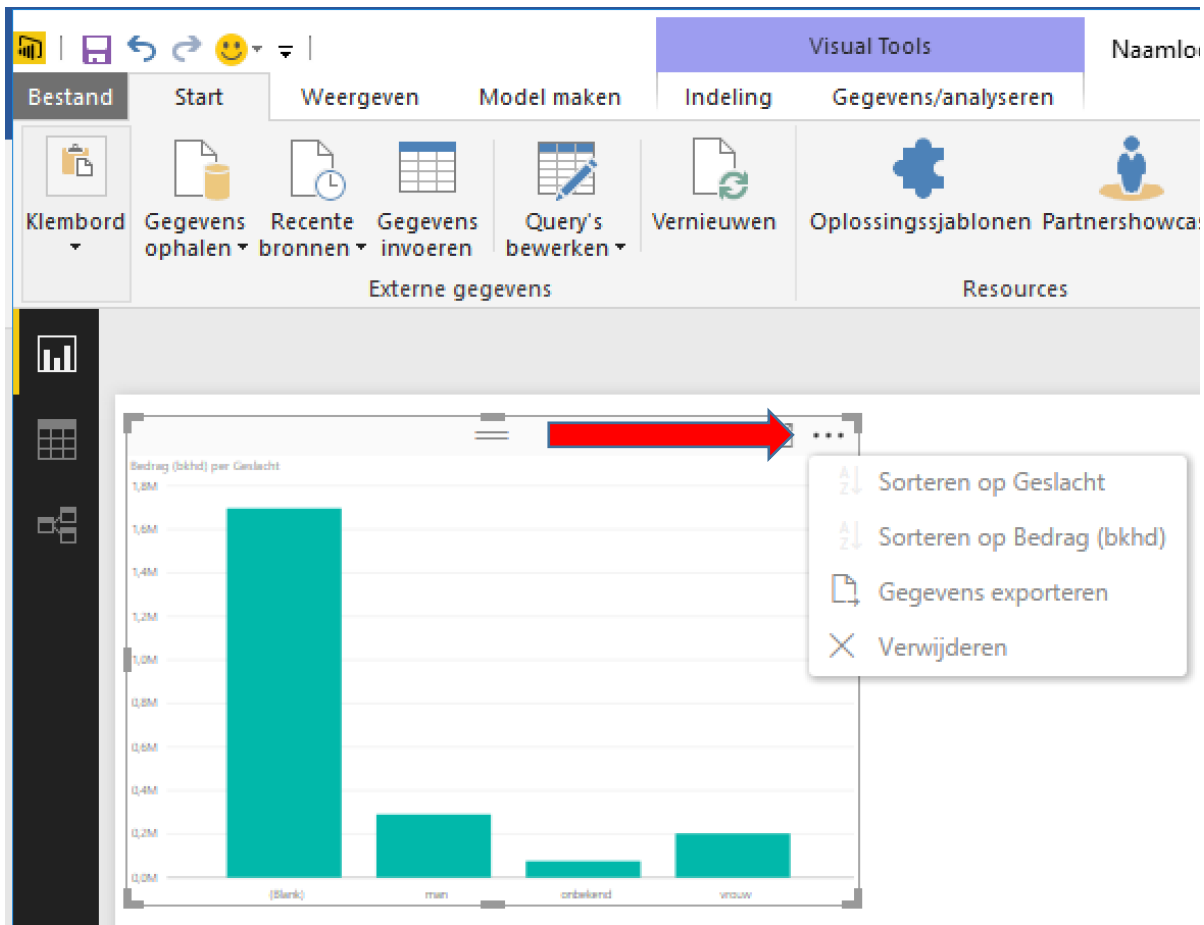 Visual Tools
Naamloo
Bestand Start Weergeven Model maken Indeling Gegevens/analyseren
Klembord Gegevens ophalen Recente bronnen Gegevens invoeren Query's bewerken Vernieuwen Oplossingssjablonen Partnershowcas
Externe gegevens Resources
Bedrag (bkhd) per Geslacht
1,8M
1,6M
1,4M
1,2M
1,0M
0,8M
0,6M
0,4M
0,2M
0,0M
(Blank) man onbekend vrouw
Sorteren op Geslacht
Sorteren op Bedrag (bkhd)
Gegevens exporteren
Verwijderen